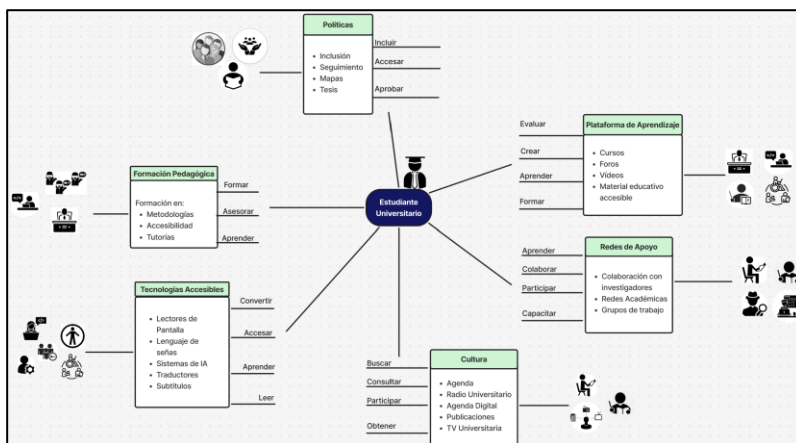 Políticas
• Inclusión
• Seguimiento
• Mapas
• Tesis
Incluir
Accesar
Aprobar
Formación Pedagógica
Formación en:
• Metodologías
• Accesibilidad
• Tutorías
Formar
Asesorar
Aprender
Estudiante
Universitario
Evaluar
Crear
Aprender
Formar
Plataforma de Aprendizaje
• Cursos
• Foros
• Vídeos
• Material educativo
accesible
Tecnologías Accesibles
• Lectores de
Pantalla
• Lenguaje de
señas
• Sistemas de IA
• Traductores
• Subtítulos
Convertir
Accesar
Aprender
Leer
Aprender
Colaborar
Participar
Capacitar
Redes de Apoyo
• Colaboración con
investigadores
• Redes Académicas
• Grupos de trabajo
Buscar
Consultar
Participar
Obtener
Cultura
• Agenda
• Radio Universitario
• Agenda Digital
• Publicaciones
• TV Universitaria